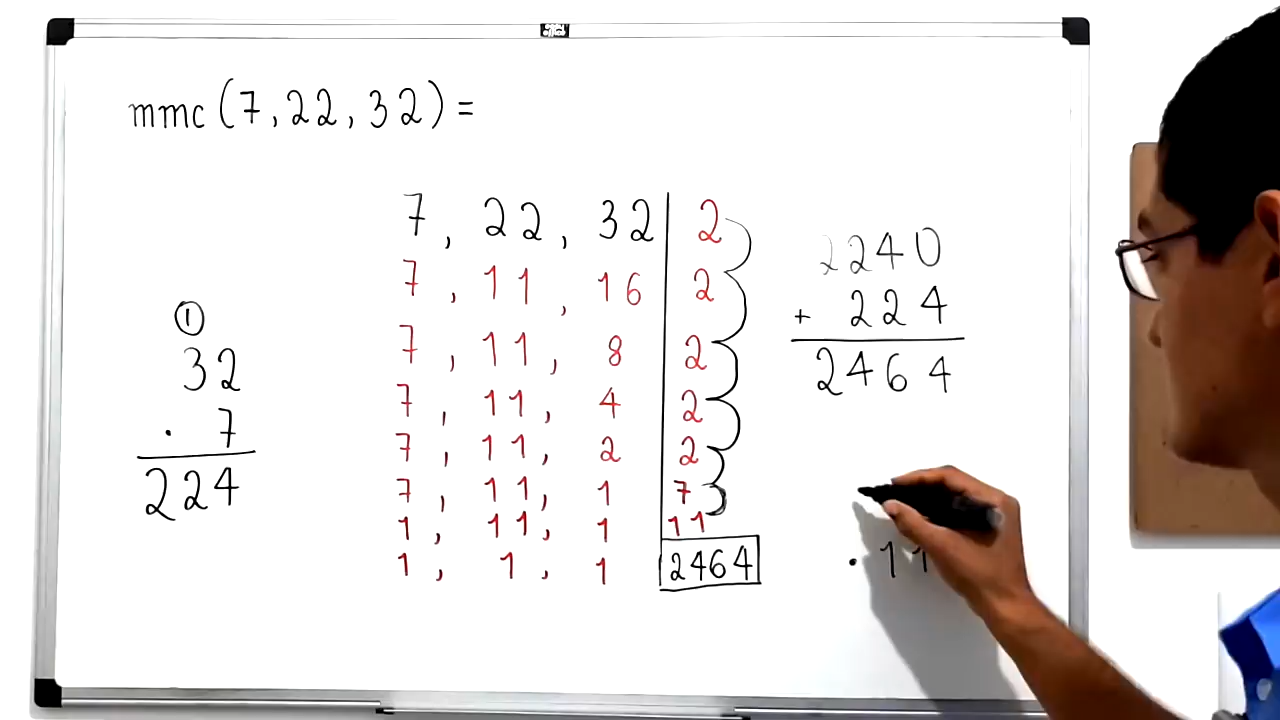 mmc (7, 22, 32) =
7, 22, 32 | 2
7, 11, 16 | 2
7, 11, 8 | 2
7, 11, 4 | 2
7, 11, 2 | 2
7, 11, 1 | 7
1, 11, 1 | 11
1, 1, 1 | 2464
1
32
. 7
224
2240
+ 224
2464
. 11